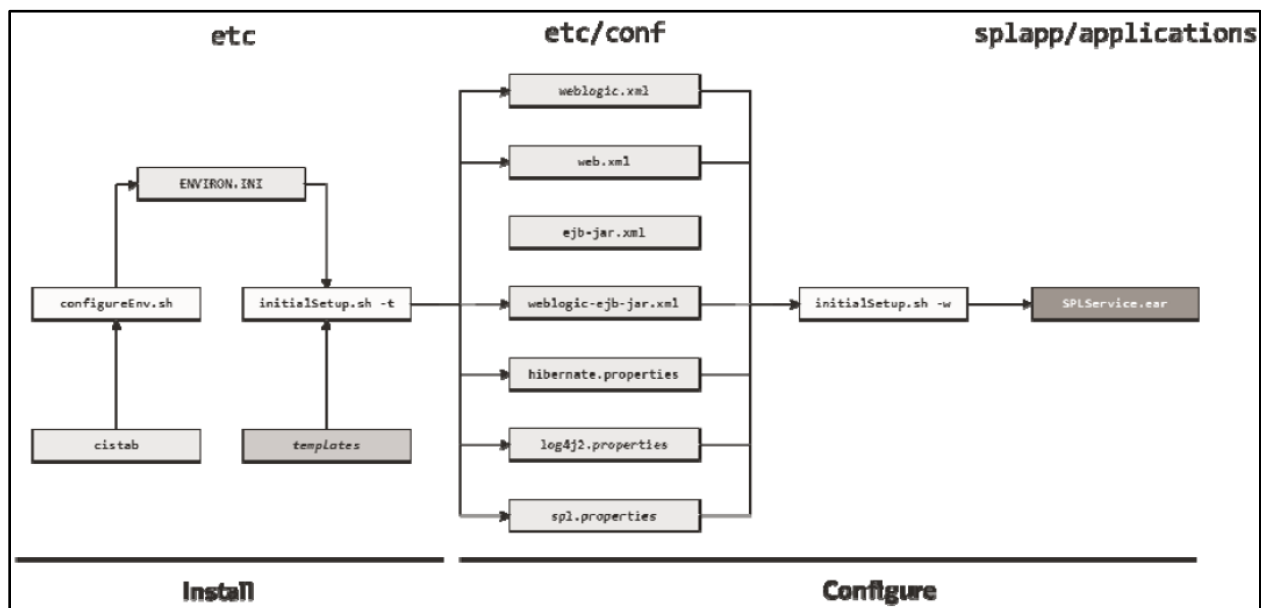 etc
etc/conf
splapp/applications
weblogic.xml
web.xml
ENVIRON.INI
ejb-jar.xml
configureEnv.sh
initialSetup.sh -t
weblogic-ejb-jar.xml
initialSetup.sh -w
SPLService.ear
hibernate.properties
cistab
templates
log4j2.properties
spl.properties
Install
Configure